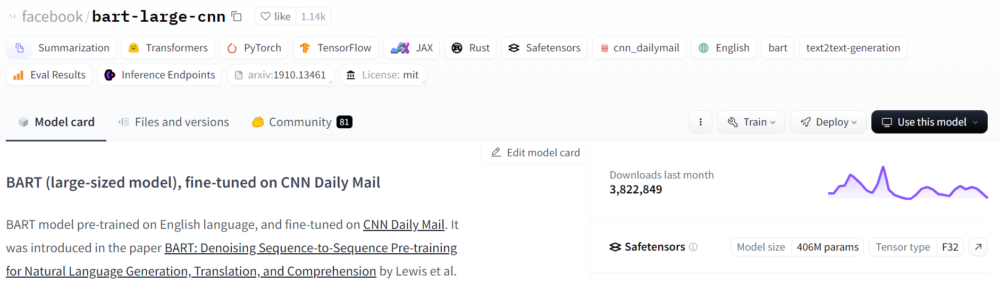 facebook/bart-large-cnn like 1.14k
Summarization Transformers PyTorch TensorFlow JAX Rust Safetensors cnn_dailymail English bart text2text-generation
Eval Results Inference Endpoints arxiv:1910.13461 License: mit
Model card Files and versions Community 81 Train Deploy Use this model
Edit model card
BART (large-sized model), fine-tuned on CNN Daily Mail
BART model pre-trained on English language, and fine-tuned on CNN Daily Mail. It
was introduced in the paper BART: Denoising Sequence-to-Sequence Pre-training
for Natural Language Generation, Translation, and Comprehension by Lewis et al.
Downloads last month
3,822,849
Safetensors Model size 406M params Tensor type F32